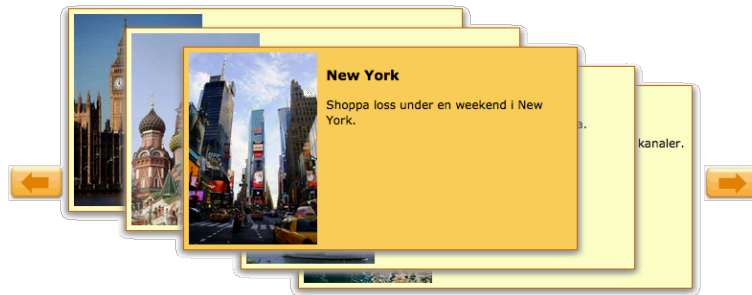 New York
Shoppa loss under en weekend i New
York.
a.
kanaler.